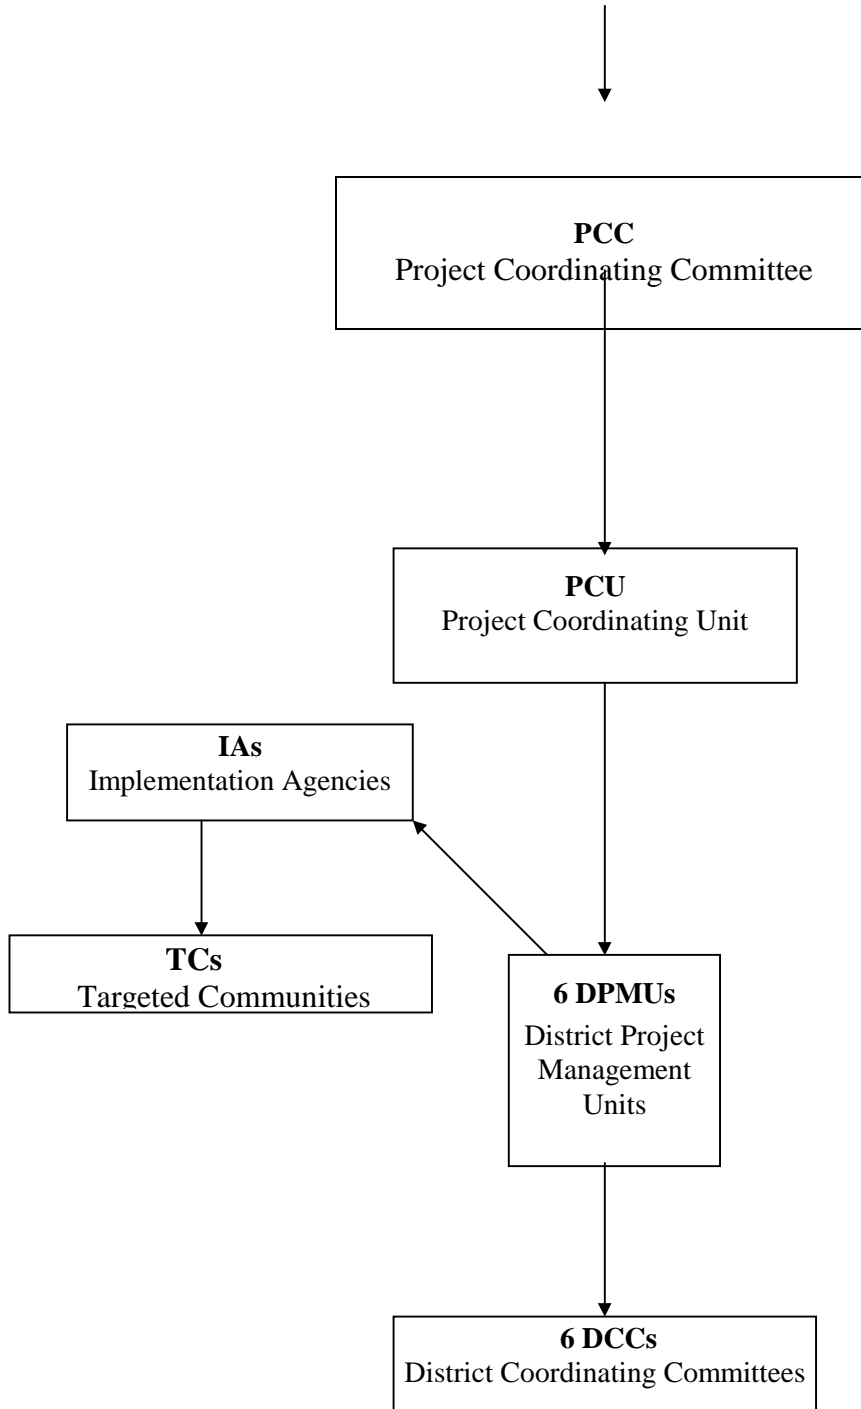 PCC
Project Coordinating Committee
PCU
Project Coordinating Unit
IAs
Implementation Agencies
TCs
Targeted Communities
6 DPMUs
District Project
Management
Units
6 DCCs
District Coordinating Committees